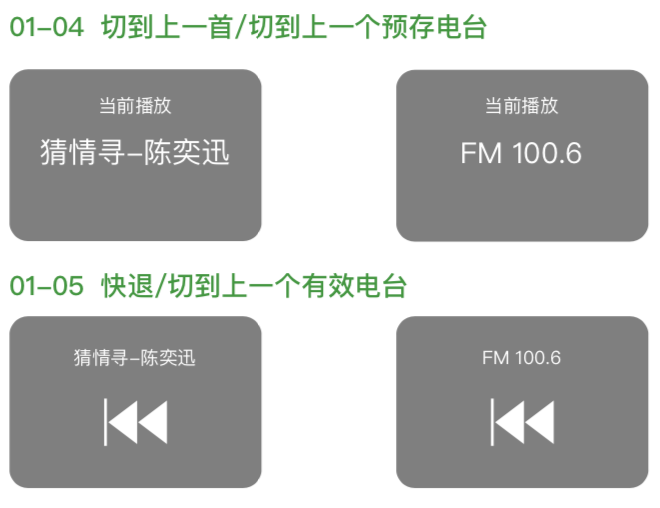 01-04 切到上一首/切到上一个预存电台
当前播放
猜情寻-陈奕迅
当前播放
FM 100.6
01-05 快退/切到上一个有效电台
猜情寻-陈奕迅
FM 100.6